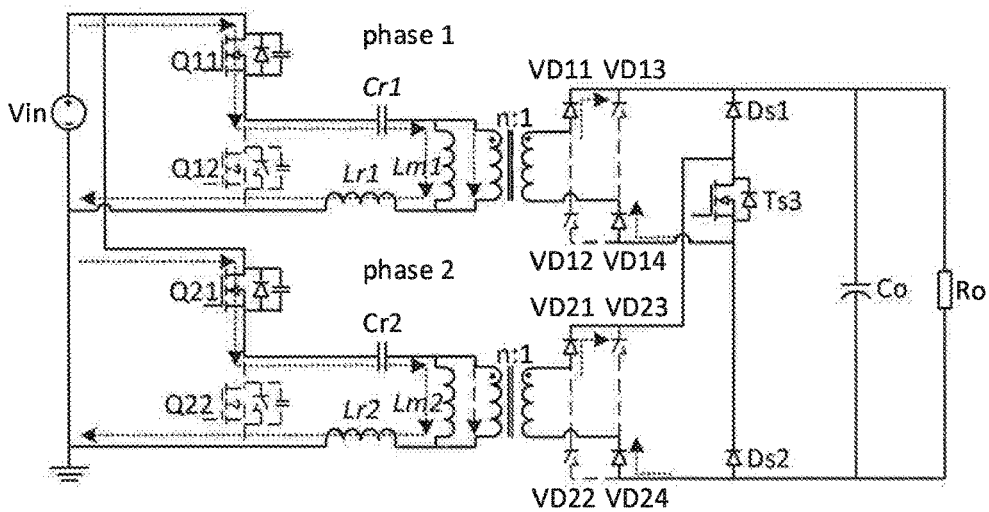 phase 1
Q11
Cr1
VD11 VD13
Vin
n:1
Ds1
Q12
Lr1
Lm1
Ts3
VD12 VD14
phase 2
Q21
Cr2
VD21 VD23
Co
Ro
n:1
Q22
Lr2
Lm2
Ds2
VD22 VD24